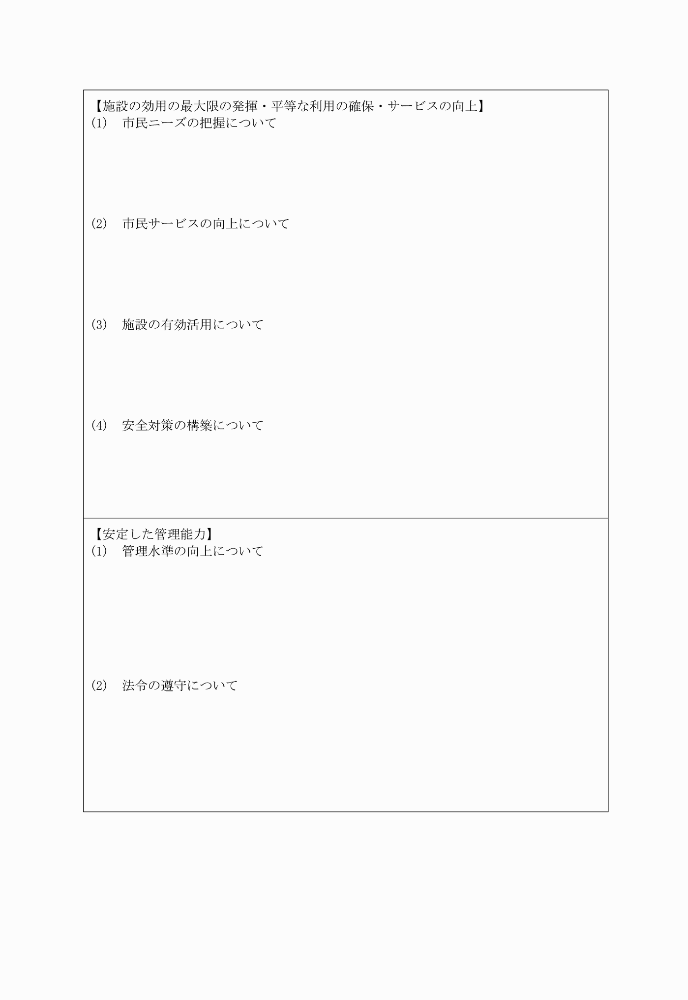 【施設の効用の最大限の発揮・平等な利用の確保・サービスの向上】
(1)　市民ニーズの把握について
(2)　市民サービスの向上について
(3)　施設の有効活用について
(4)　安全対策の構築について
【安定した管理能力】
(1)　管理水準の向上について
(2)　法令の遵守について